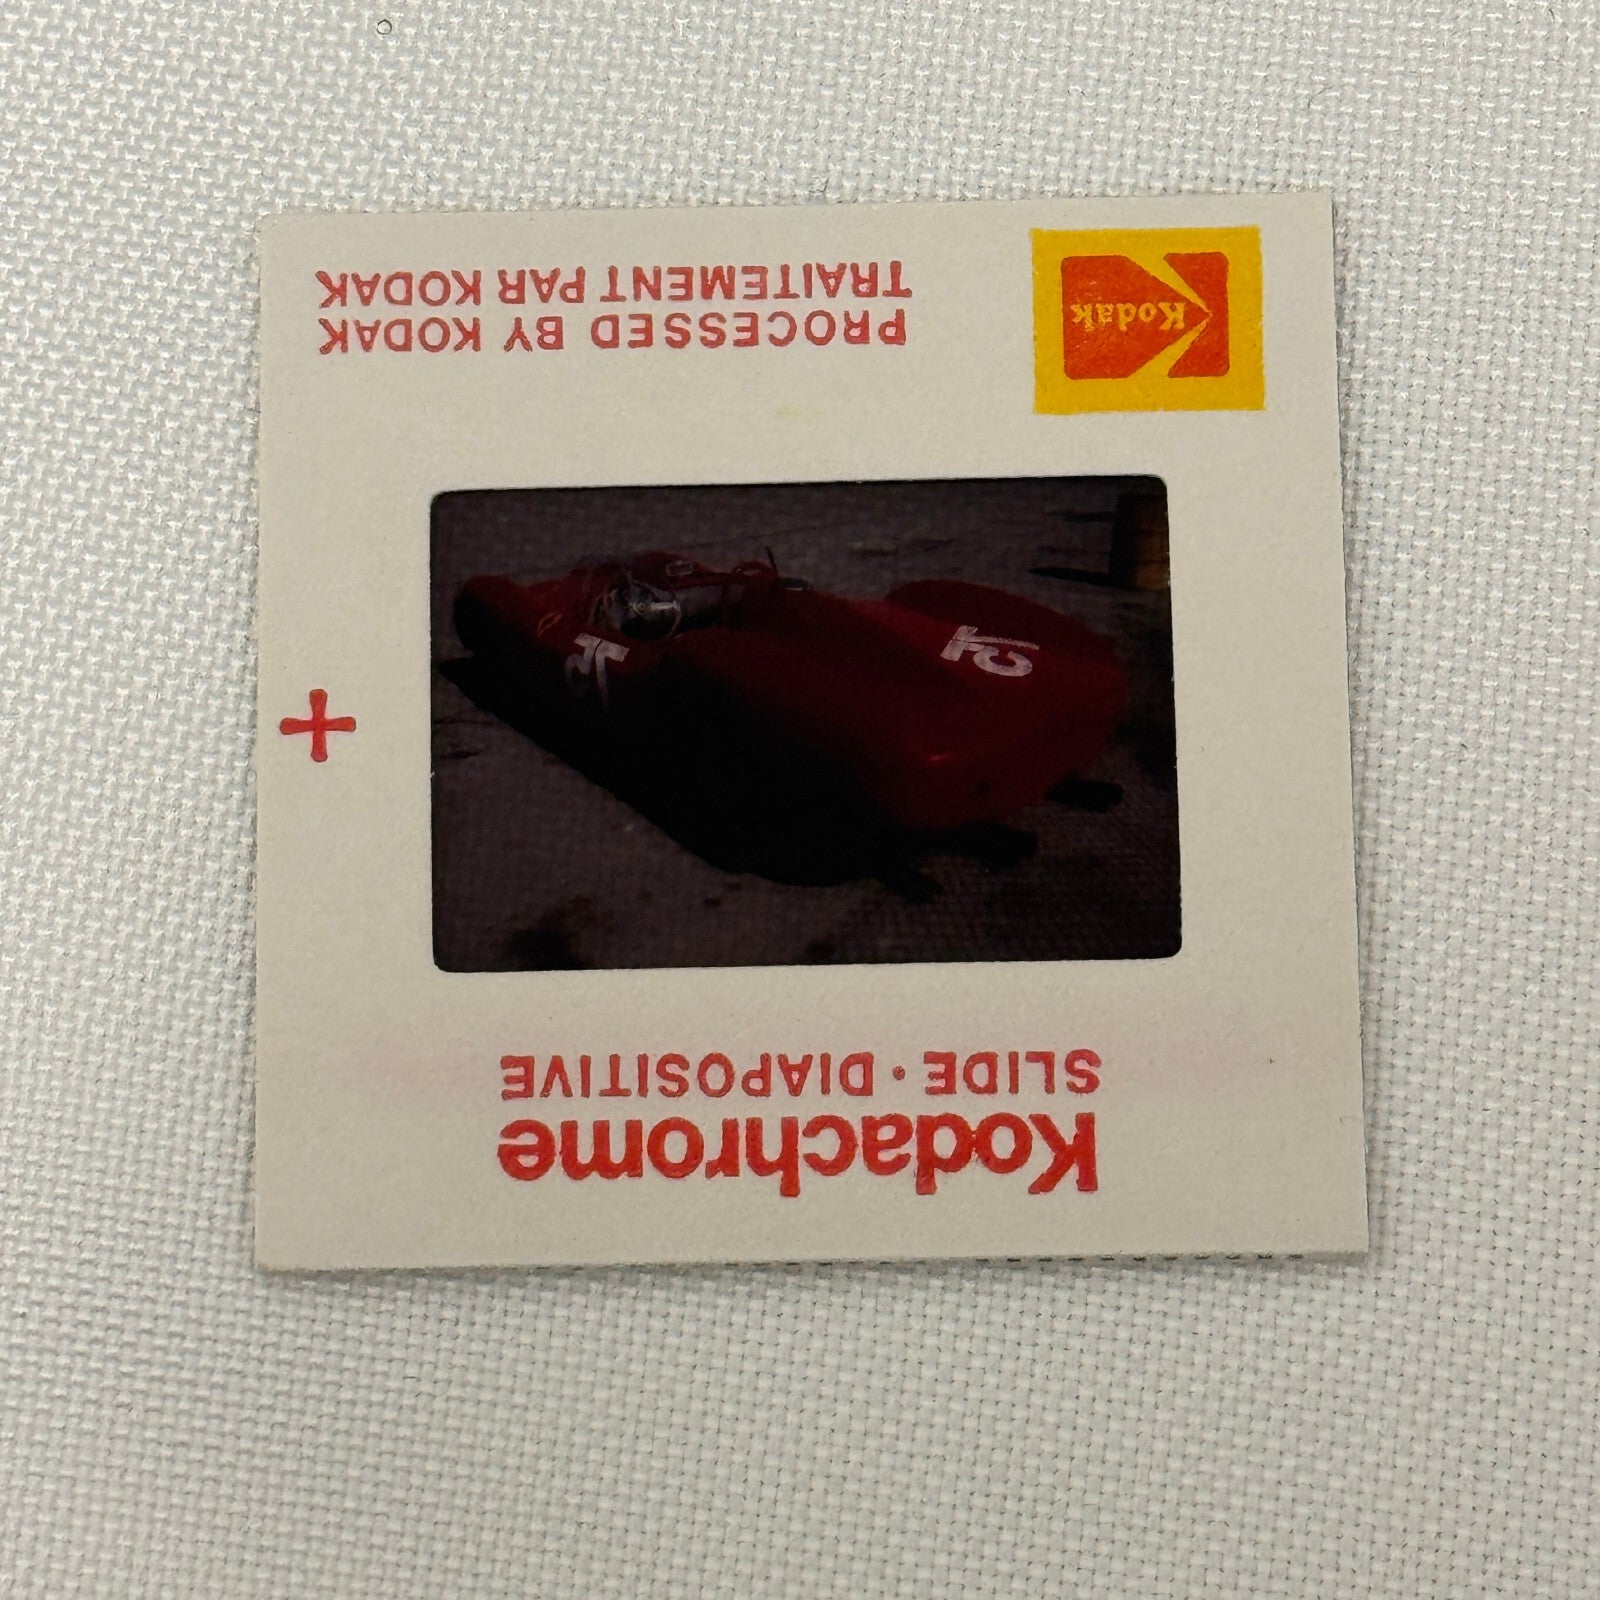 Kodachrome
SLIDE · DIAPOSITIVE
PROCESSED BY KODAK
TRAITEMENT PAR KODAK
Kodak